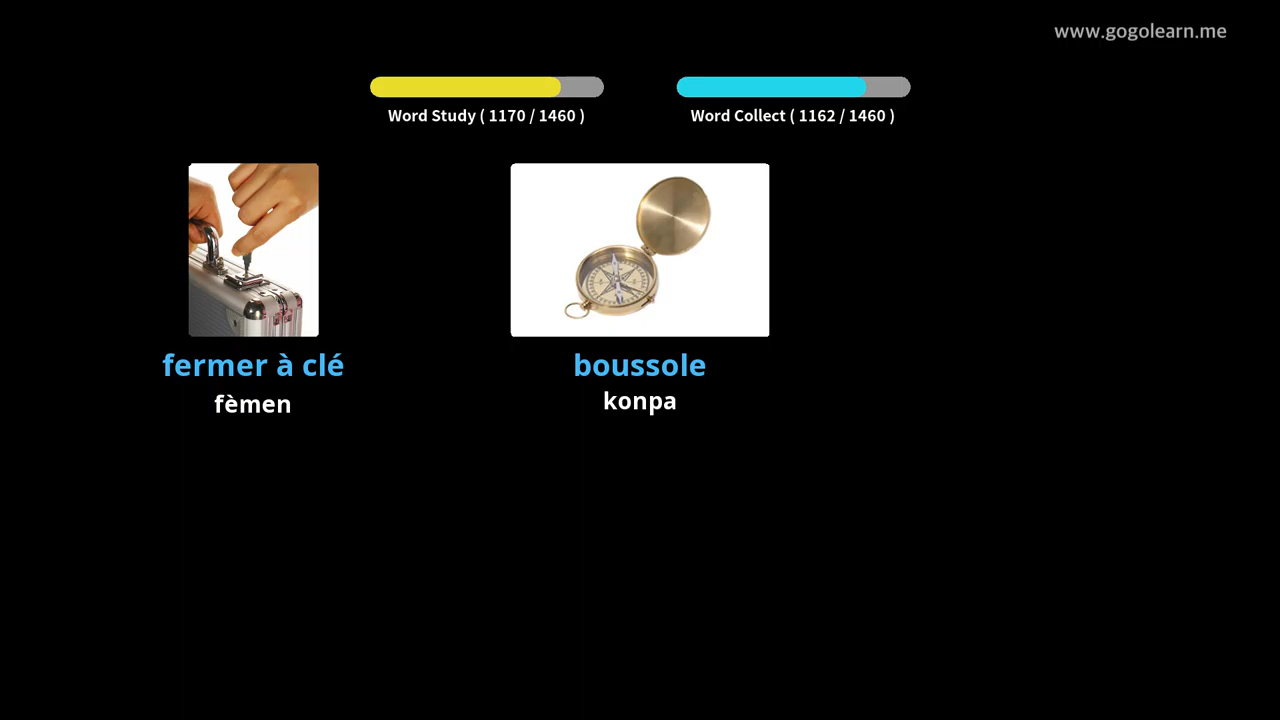 www.gogolearn.me
Word Study ( 1170 / 1460 )
Word Collect ( 1162 / 1460 )
fermer à clé
fèmen
boussole
konpa